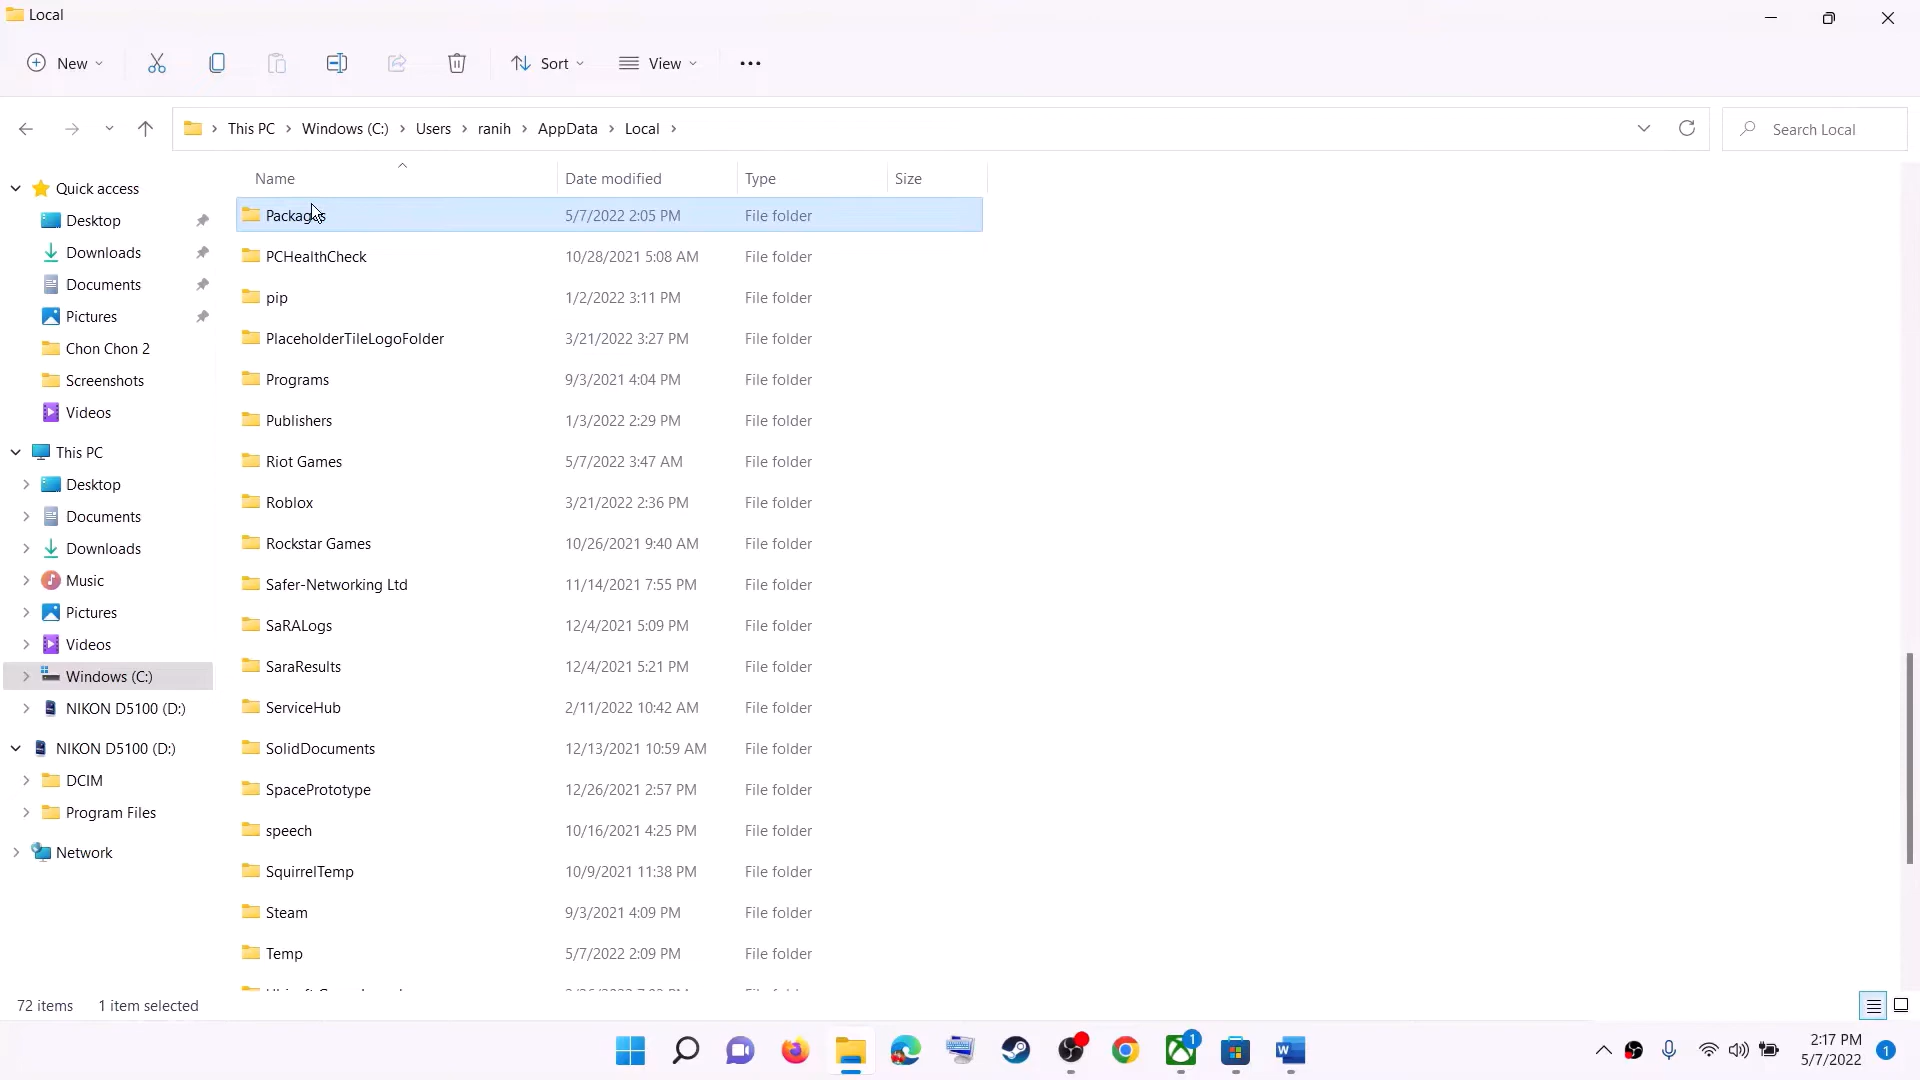 Local
New
Sort
View
This PC
Windows (C:)
Users
ranih
AppData
Local
Search Local
Name
Date modified
Type
Size
Quick access
Desktop
Downloads
Documents
Pictures
Chon Chon 2
Screenshots
Videos
This PC
Desktop
Documents
Downloads
Music
Pictures
Videos
Windows (C:)
NIKON D5100 (D:)
NIKON D5100 (D:)
DCIM
Program Files
Network
Packages 5/7/2022 2:05 PM File folder
PCHealthCheck 10/28/2021 5:08 AM File folder
pip 1/2/2022 3:11 PM File folder
PlaceholderTileLogoFolder 3/21/2022 3:27 PM File folder
Programs 9/3/2021 4:04 PM File folder
Publishers 1/3/2022 2:29 PM File folder
Riot Games 5/7/2022 3:47 AM File folder
Roblox 3/21/2022 2:36 PM File folder
Rockstar Games 10/26/2021 9:40 AM File folder
Safer-Networking Ltd 11/14/2021 7:55 PM File folder
SaRALogs 12/4/2021 5:09 PM File folder
SaraResults 12/4/2021 5:21 PM File folder
ServiceHub 2/11/2022 10:42 AM File folder
SolidDocuments 12/13/2021 10:59 AM File folder
SpacePrototype 12/26/2021 2:57 PM File folder
speech 10/16/2021 4:25 PM File folder
SquirrelTemp 10/9/2021 11:38 PM File folder
Steam 9/3/2021 4:09 PM File folder
Temp 5/7/2022 2:09 PM File folder
72 items
1 item selected
1
W
2:17 PM
5/7/2022
1